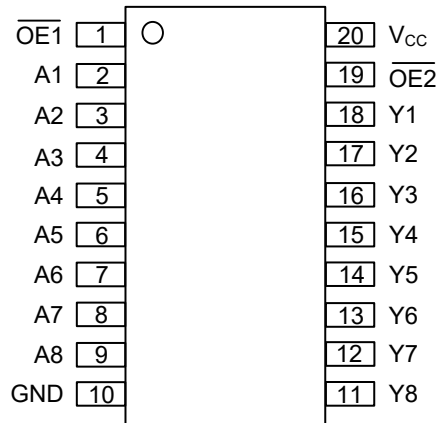 OE1 1 20 VCC
A1 2 19 OE2
A2 3 18 Y1
A3 4 17 Y2
A4 5 16 Y3
A5 6 15 Y4
A6 7 14 Y5
A7 8 13 Y6
A8 9 12 Y7
GND 10 11 Y8